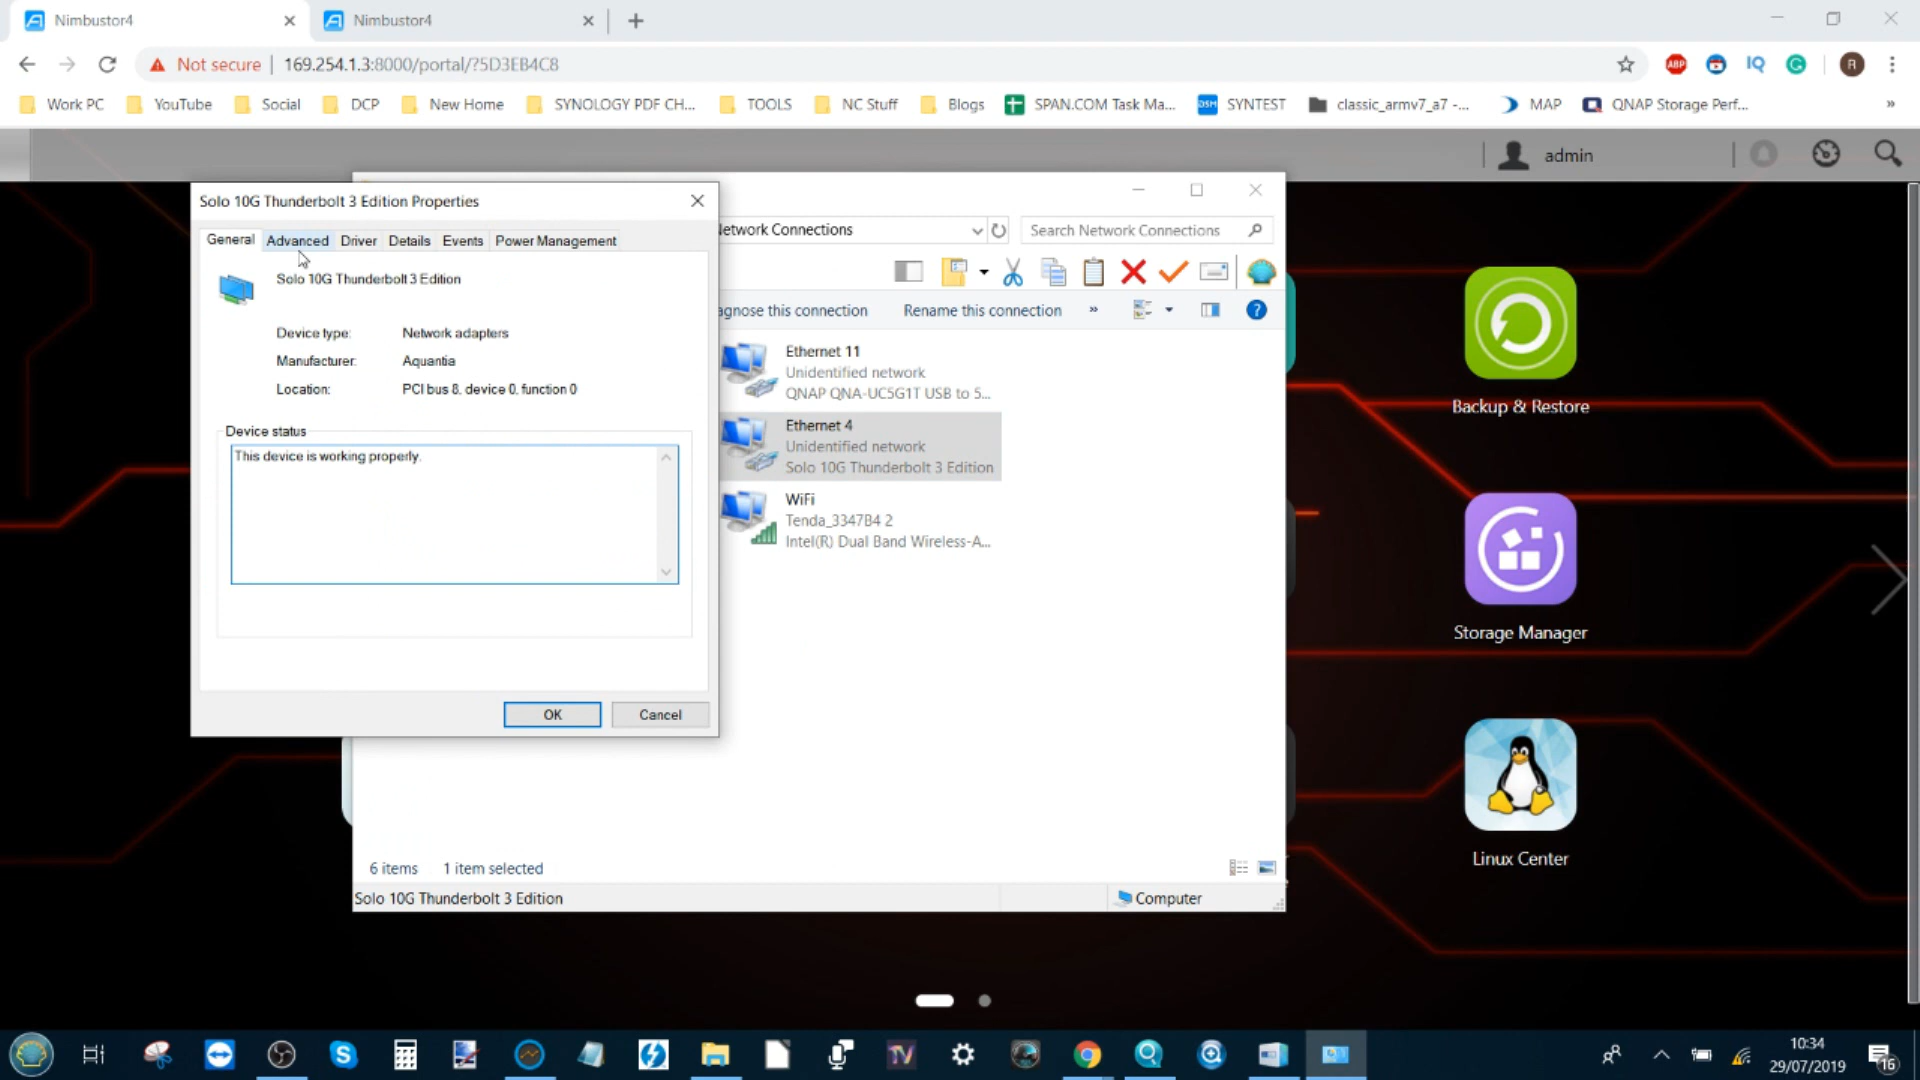 Nimbustor4
Nimbustor4
Not secure
169.254.1.3:8000/portal/?5D3EB4C8
ABP
IQ
R
Work PC
YouTube
Social
DCP
New Home
SYNOLOGY PDF CH...
TOOLS
NC Stuff
Blogs
SPAN.COM Task Ma...
DSM
SYNTEST
classic_armv7_a7 -...
MAP
QNAP Storage Perf...
»
admin
Solo 10G Thunderbolt 3 Edition Properties
General
Advanced
Driver
Details
Events
Power Management
Solo 10G Thunderbolt 3 Edition
Device type:
Network adapters
Manufacturer:
Aquantia
Location:
PCI bus 8, device 0, function 0
Device status
This device is working properly.
OK
Cancel
Network Connections
Search Network Connections
agnose this connection
Rename this connection
»
Ethernet 11
Unidentified network
QNAP QNA-UC5G1T USB to 5...
Ethernet 4
Unidentified network
Solo 10G Thunderbolt 3 Edition
WiFi
Tenda_3347B4 2
Intel(R) Dual Band Wireless-A...
6 items
1 item selected
Solo 10G Thunderbolt 3 Edition
Computer
Backup & Restore
Storage Manager
Linux Center
TV
10:34
29/07/2019
16